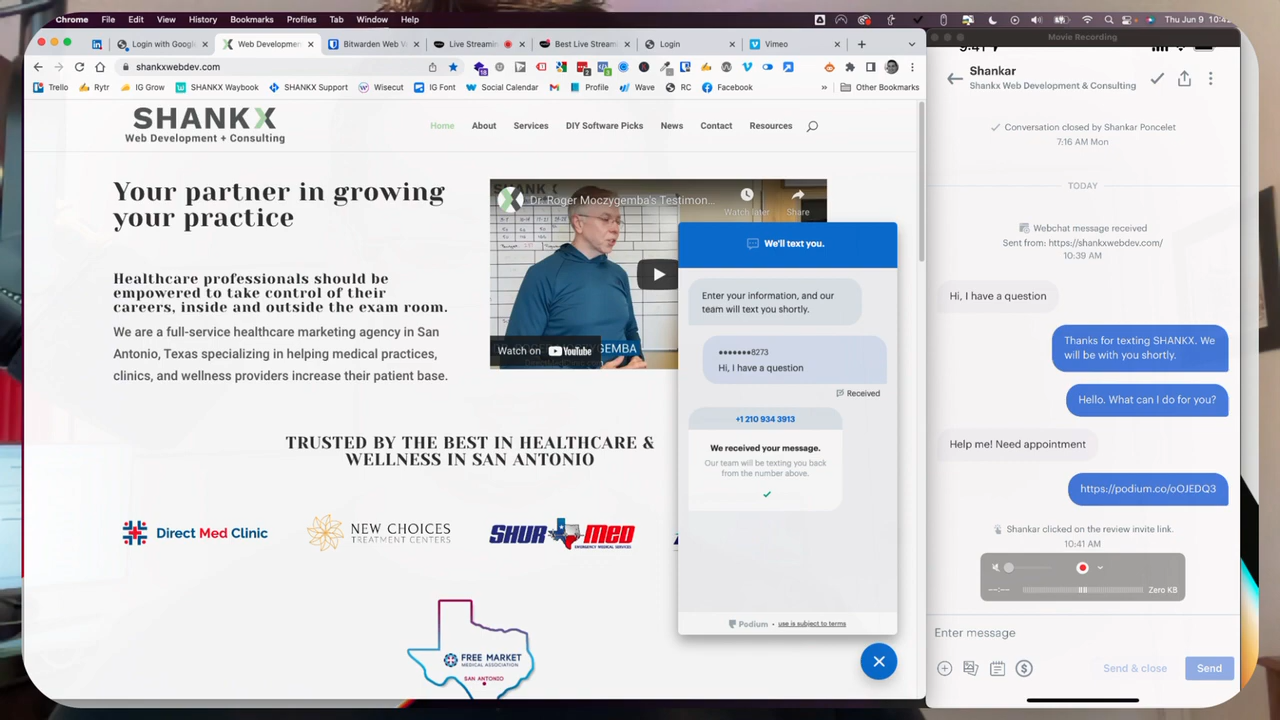 Chrome File Edit View History Bookmarks Profiles Tab Window Help
Thu Jun 9 10:42
Login with Googl
Web Developmen
Bitwarden Web V
Live Streamin
Best Live Stream
Login
Vimeo
shankxwebdev.com
Trello
Rytr
IG Grow
SHANKX Waybook
SHANKX Support
Wisecut
IG Font
Social Calendar
Profile
Wave
RC
Facebook
» Other Bookmarks
SHANKX
Web Development + Consulting
Home About Services DIY Software Picks News Contact Resources
Your partner in growing
your practice
Healthcare professionals should be
empowered to take control of their
careers, inside and outside the exam room.
We are a full-service healthcare marketing agency in San
Antonio, Texas specializing in helping medical practices,
clinics, and wellness providers increase their patient base.
Dr. Roger Moczygemba's Testimon...
Watch later Share
Watch on YouTube
GEMBA
TRUSTED BY THE BEST IN HEALTHCARE &
WELLNESS IN SAN ANTONIO
Direct Med Clinic
NEW CHOICES
TREATMENT CENTERS
SHUR MED
EMERGENCY MEDICAL SERVICES
FREE MARKET
MEDICAL ASSOCIATION
SAN ANTONIO
We'll text you.
Enter your information, and our
team will text you shortly.
•••••••8273
Hi, I have a question
Received
+1 210 934 3913
We received your message.
Our team will be texting you back
from the number above.
Podium • use is subject to terms
Movie Recording
9:41
Shankar
Shankx Web Development & Consulting
Conversation closed by Shankar Poncelet
7:16 AM Mon
TODAY
Webchat message received
Sent from: https://shankxwebdev.com/
10:39 AM
Hi, I have a question
Thanks for texting SHANKX. We
will be with you shortly.
Hello. What can I do for you?
Help me! Need appointment
https://podium.co/oOJEDQ3
Shankar clicked on the review invite link.
10:41 AM
--:-- Zero KB
Enter message
Send & close Send